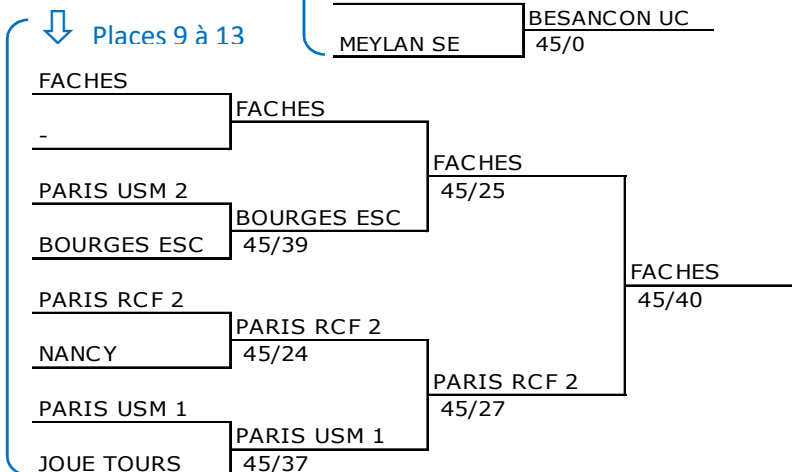 Places 9 à 13
BESANCON UC
MEYLAN SE
45/0
FACHES
FACHES
-
FACHES
PARIS USM 2
45/25
BOURGES ESC
BOURGES ESC
45/39
FACHES
PARIS RCF 2
45/40
PARIS RCF 2
NANCY
45/24
PARIS RCF 2
PARIS USM 1
45/27
PARIS USM 1
JOUE TOURS
45/37